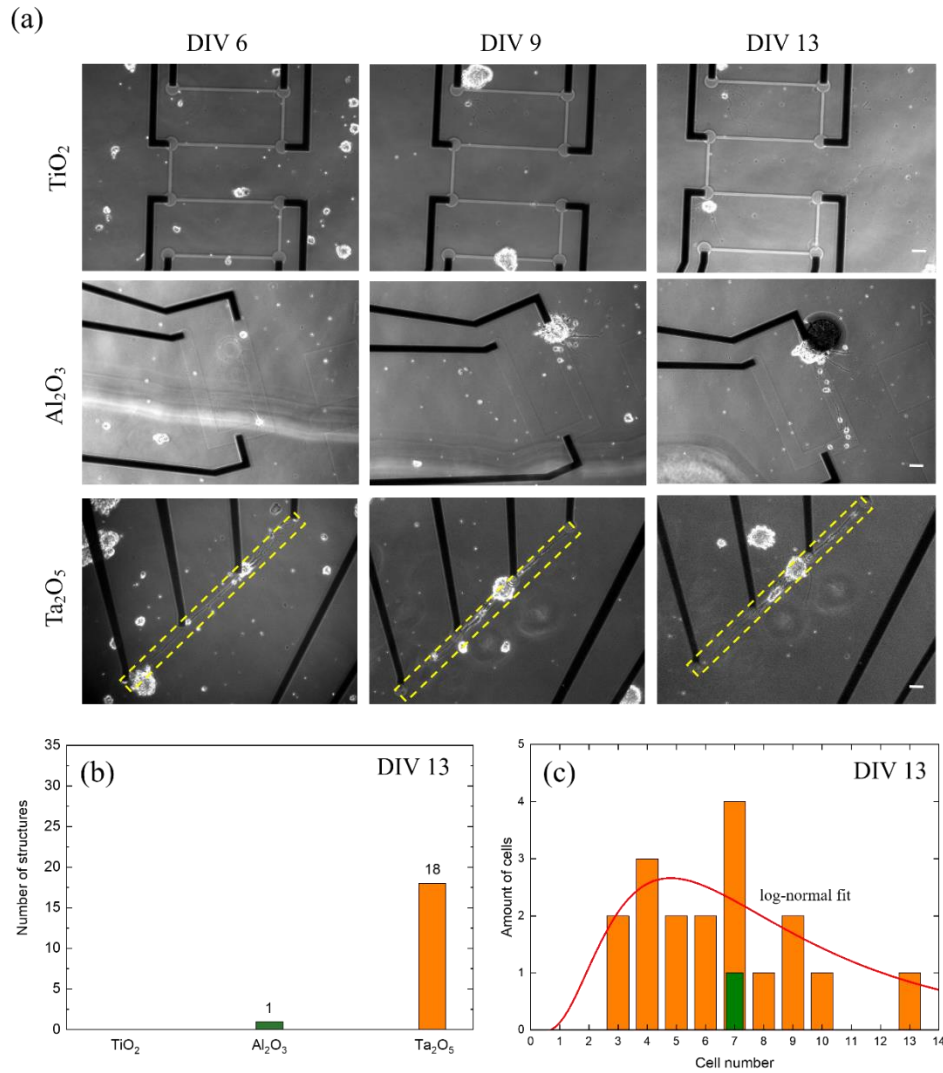 (a)
DIV 6 DIV 9 DIV 13
TiO₂
Al₂O₃
Ta₂O₅
(b)
DIV 13
Number of structures
35
30
25
20
15
10
5
0
1
18
TiO₂ Al₂O₃ Ta₂O₅
(c)
DIV 13
Amount of cells
5
4
3
2
1
0
log-normal fit
0 1 2 3 4 5 6 7 8 9 10 11 12 13 14
Cell number